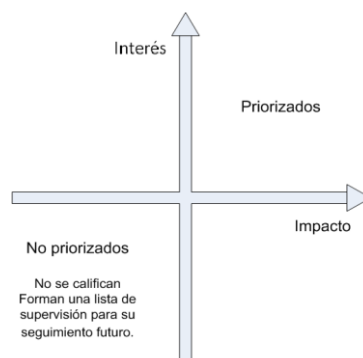 Interés
Priorizados
Impacto
No priorizados
No se califican
Forman una lista de
supervisión para su
seguimiento futuro.